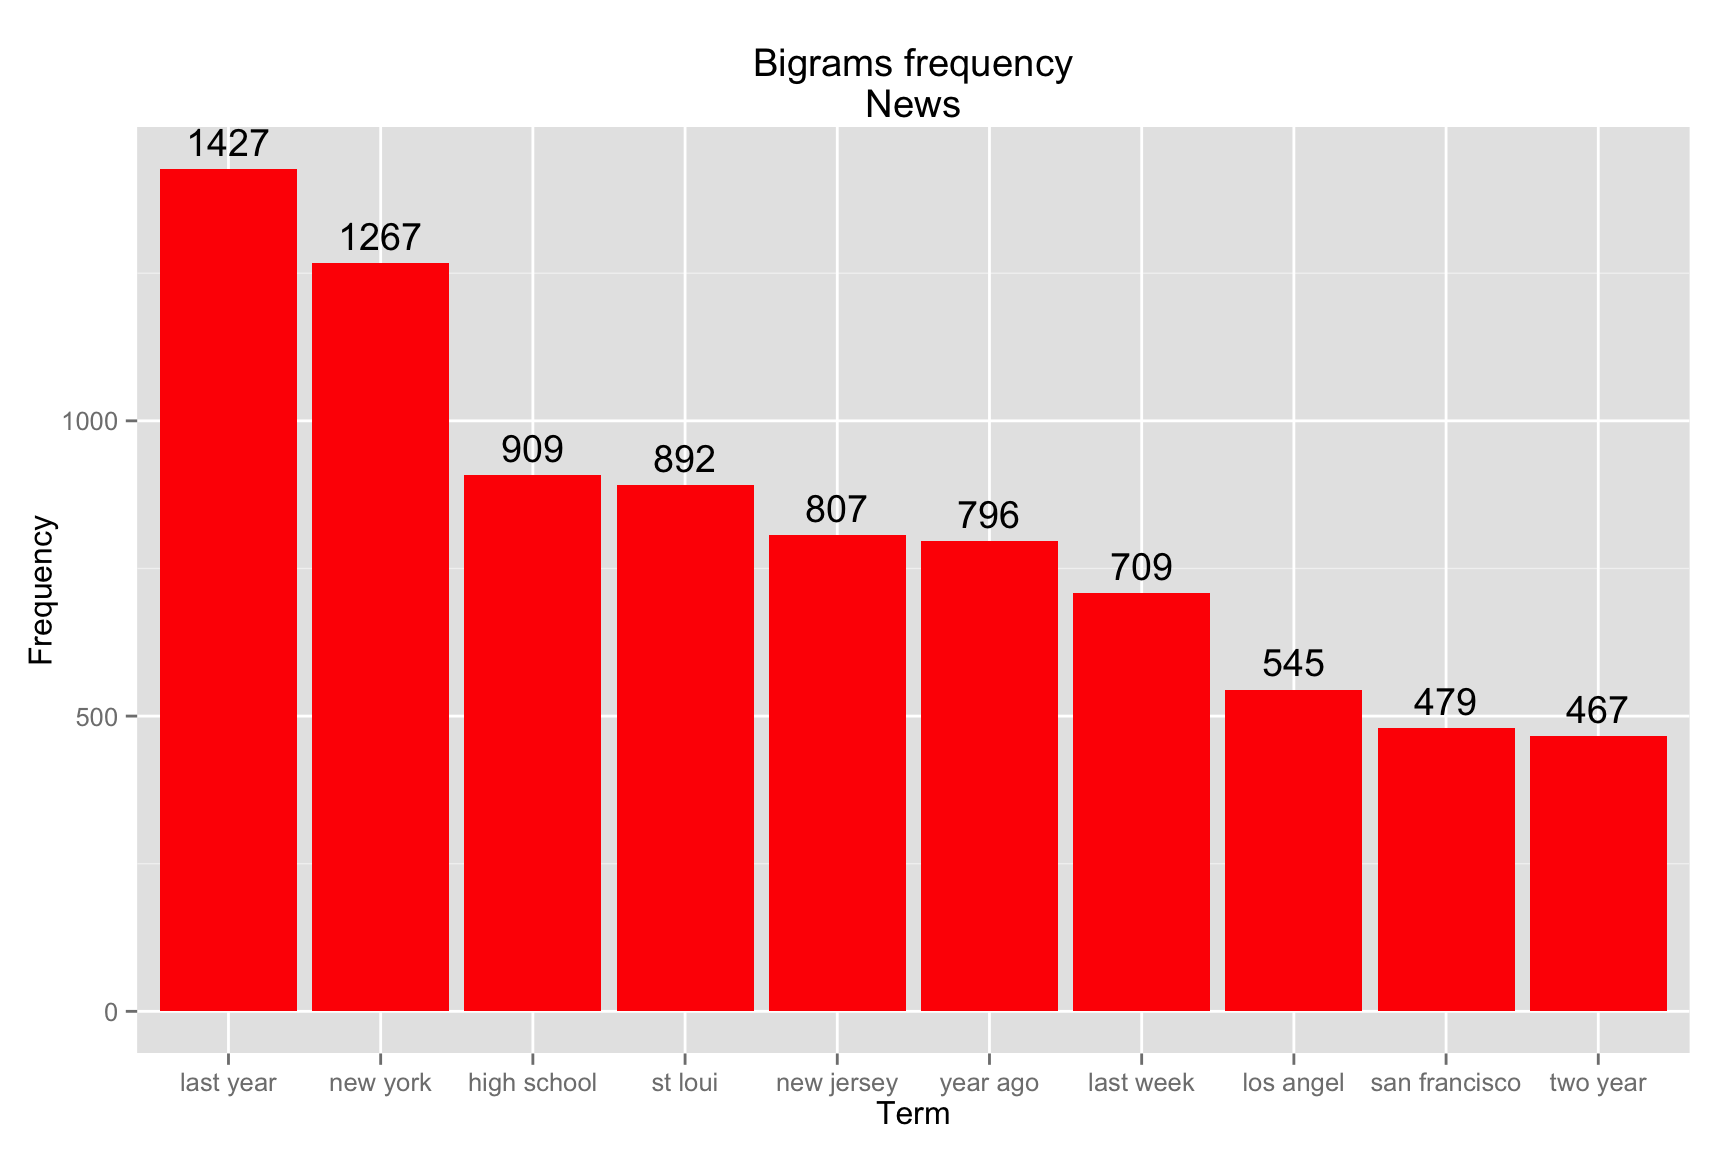 Bigrams frequency
News
1427
1267
909
892
807
796
709
545
479
467
Frequency
1000
500
0
last year new york high school st loui new jersey year ago last week los angel san francisco two year
Term